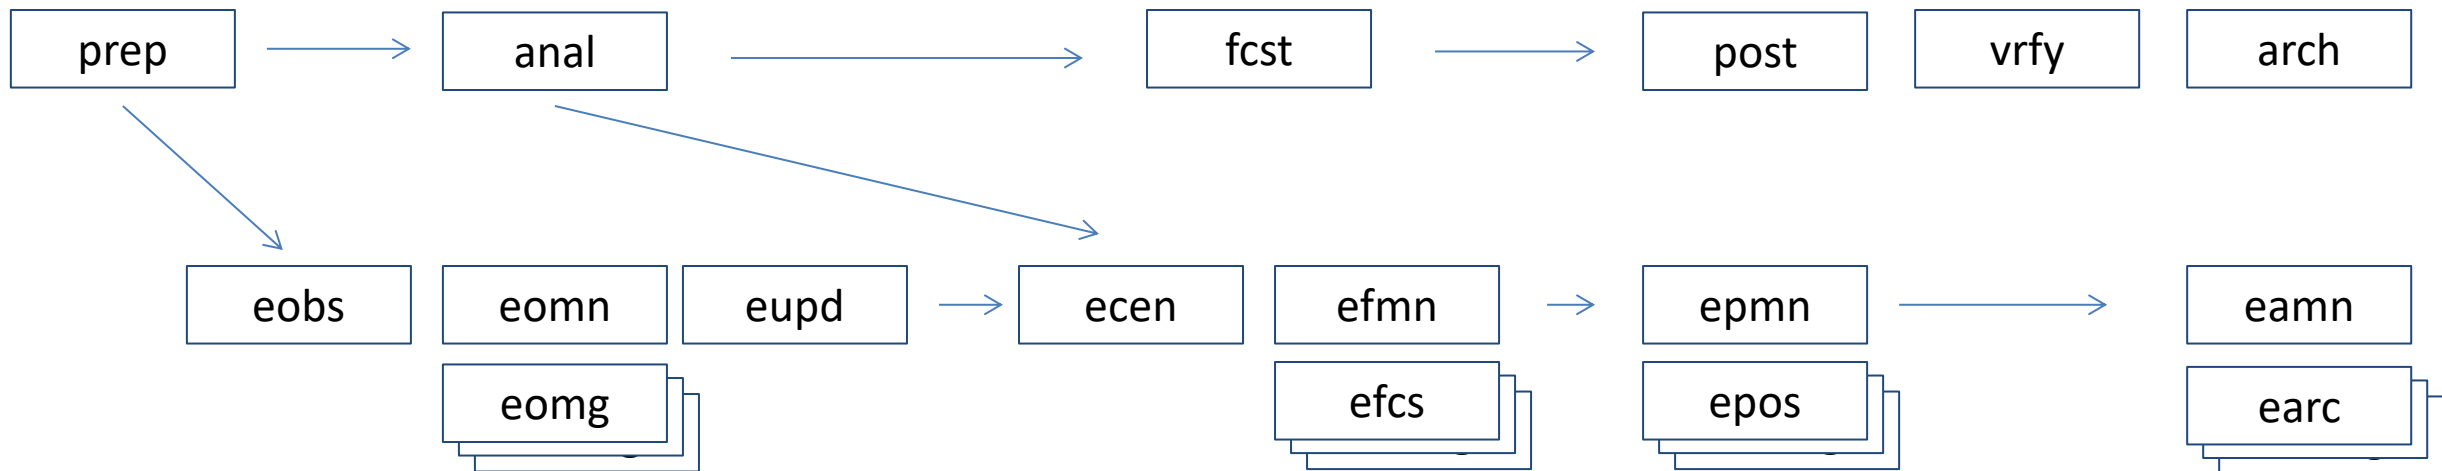 prep anal fcst post vrfy arch
eobs eomn eupd ecen efmn epmn eamn
eomg efcs epos earc